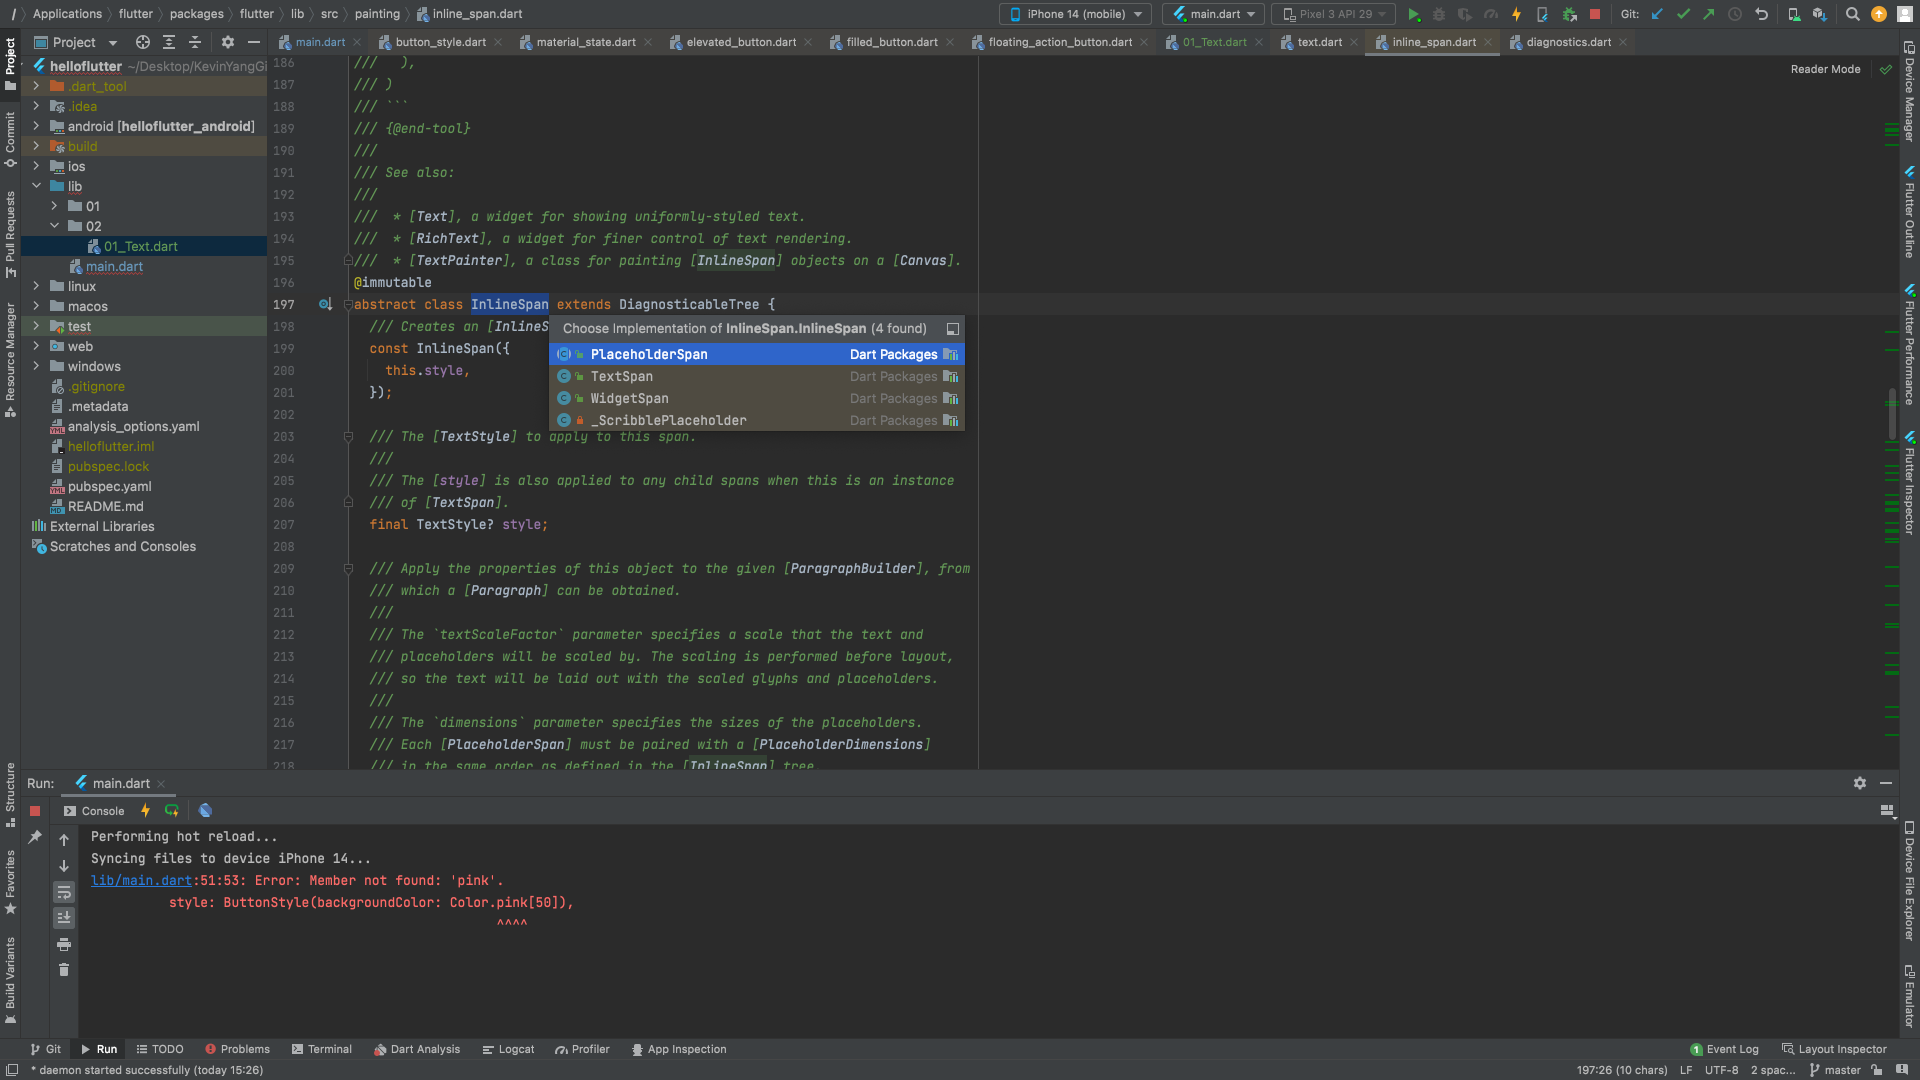 / Applications flutter packages flutter lib src painting inline_span.dart
iPhone 14 (mobile) main.dart Pixel 3 API 29 Git:
Project
main.dart button_style.dart material_state.dart elevated_button.dart filled_button.dart floating_action_button.dart 01_Text.dart text.dart inline_span.dart diagnostics.dart
Reader Mode
Project
Commit
Pull Requests
Resource Manager
Structure
Favorites
Build Variants
helloflutter ~/Desktop/KevinYangGi
.dart_tool
.idea
android [helloflutter_android]
build
ios
lib
01
02
01_Text.dart
main.dart
linux
macos
test
web
windows
.gitignore
.metadata
analysis_options.yaml
helloflutter.iml
pubspec.lock
pubspec.yaml
README.md
External Libraries
Scratches and Consoles
186 /// ),
187 /// )
188 /// ```
189 /// {@end-tool}
190 ///
191 /// See also:
192 ///
193 /// * [Text], a widget for showing uniformly-styled text.
194 /// * [RichText], a widget for finer control of text rendering.
195 /// * [TextPainter], a class for painting [InlineSpan] objects on a [Canvas].
196 @immutable
197 abstract class InlineSpan extends DiagnosticableTree {
198 /// Creates an [InlineS
199 const InlineSpan({
200 this.style,
201 });
202
203 /// The [TextStyle] to apply to this span.
204 ///
205 /// The [style] is also applied to any child spans when this is an instance
206 /// of [TextSpan].
207 final TextStyle? style;
208
209 /// Apply the properties of this object to the given [ParagraphBuilder], from
210 /// which a [Paragraph] can be obtained.
211 ///
212 /// The `textScaleFactor` parameter specifies a scale that the text and
213 /// placeholders will be scaled by. The scaling is performed before layout,
214 /// so the text will be laid out with the scaled glyphs and placeholders.
215 ///
216 /// The `dimensions` parameter specifies the sizes of the placeholders.
217 /// Each [PlaceholderSpan] must be paired with a [PlaceholderDimensions]
218 /// in the same order as defined in the [InlineSpan] tree.
Choose Implementation of InlineSpan.InlineSpan (4 found)
PlaceholderSpan Dart Packages
TextSpan Dart Packages
WidgetSpan Dart Packages
_ScribblePlaceholder Dart Packages
Device Manager
Flutter Outline
Flutter Performance
Flutter Inspector
Device File Explorer
Emulator
Run: main.dart
Console
Performing hot reload...
Syncing files to device iPhone 14...
lib/main.dart:51:53: Error: Member not found: 'pink'.
style: ButtonStyle(backgroundColor: Color.pink[50]),
^^^^
Git Run TODO Problems Terminal Dart Analysis Logcat Profiler App Inspection
1 Event Log Layout Inspector
* daemon started successfully (today 15:26)
197:26 (10 chars) LF UTF-8 2 spac... master